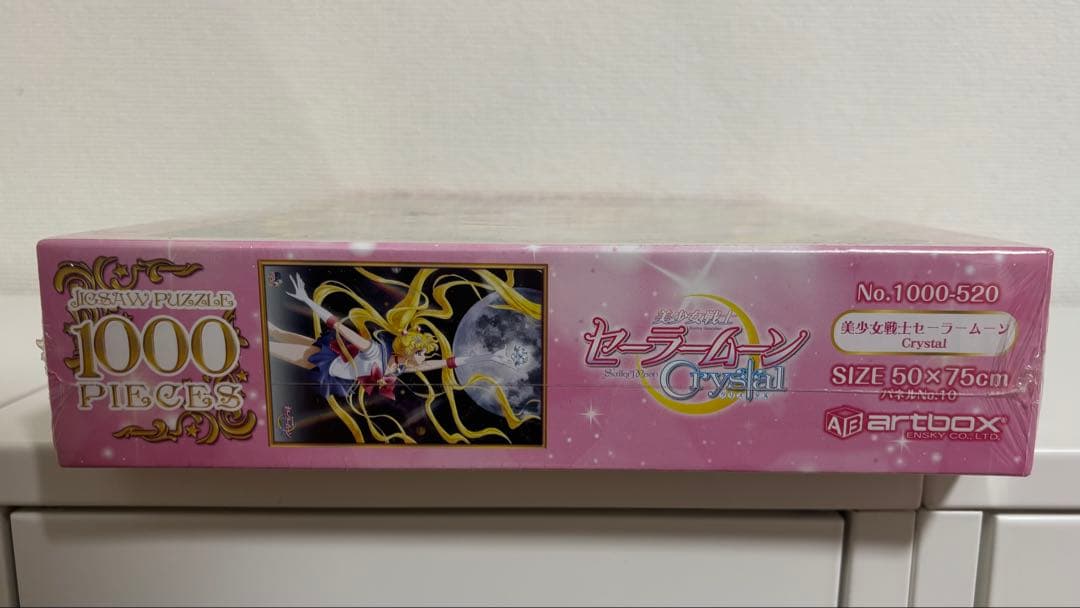 JIGSAW PUZZLE
1000
PIECES
美少女戦士
セーラームーン
Sailor Moon
Crystal
No.1000-520
美少女戦士セーラームーン
Crystal
SIZE 50×75cm
パネルNo.10
artbox
ENSKY CO., LTD.